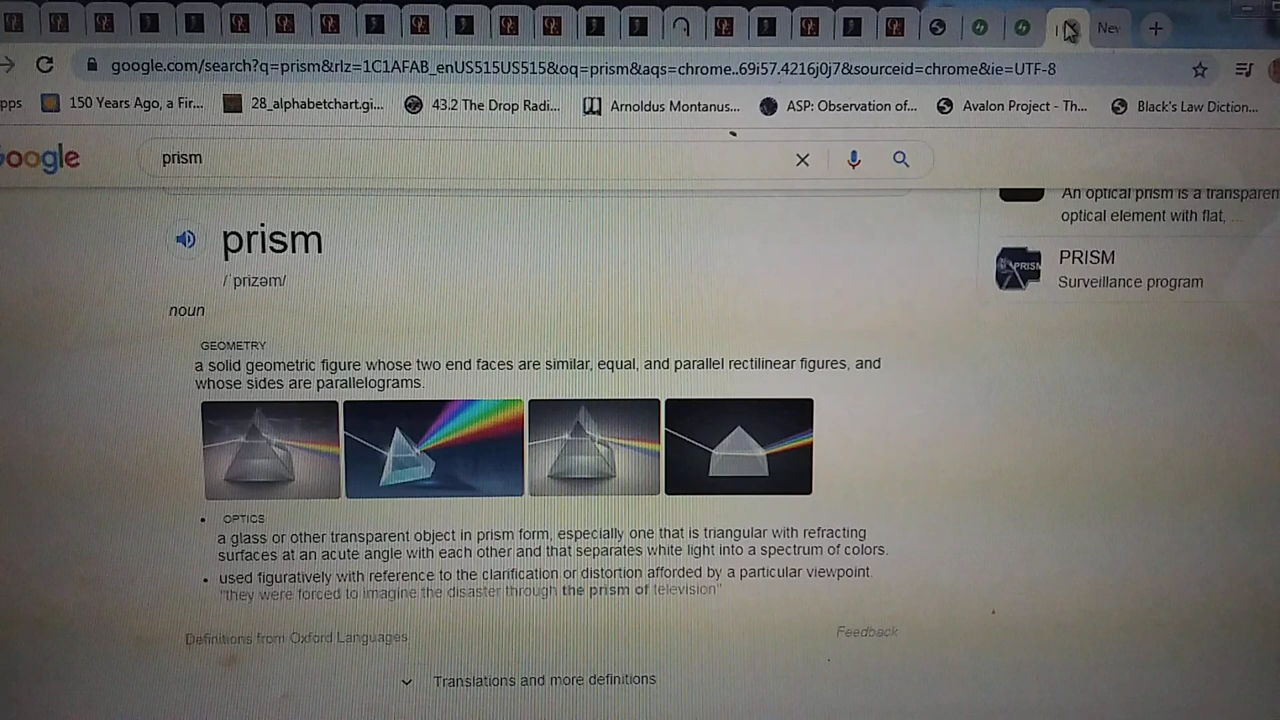 Nev
google.com/search?q=prism&rlz=1C1AFAB_enUS515US515&oq=prism&aqs=chrome..69i57.4216j0j7&sourceid=chrome&ie=UTF-8
pps
150 Years Ago, a Fir...
28_alphabetchart.gi...
43.2 The Drop Radi...
Arnoldus Montanus...
ASP: Observation of...
Avalon Project - Th...
Black's Law Diction...
Google
prism
An optical prism is a transparen
optical element with flat, ...
PRISM
PRISM
Surveillance program
prism
/ˈprizəm/
noun
GEOMETRY
a solid geometric figure whose two end faces are similar, equal, and parallel rectilinear figures, and
whose sides are parallelograms.
• OPTICS
a glass or other transparent object in prism form, especially one that is triangular with refracting
surfaces at an acute angle with each other and that separates white light into a spectrum of colors.
• used figuratively with reference to the clarification or distortion afforded by a particular viewpoint.
"they were forced to imagine the disaster through the prism of television"
Definitions from Oxford Languages
Feedback
Translations and more definitions